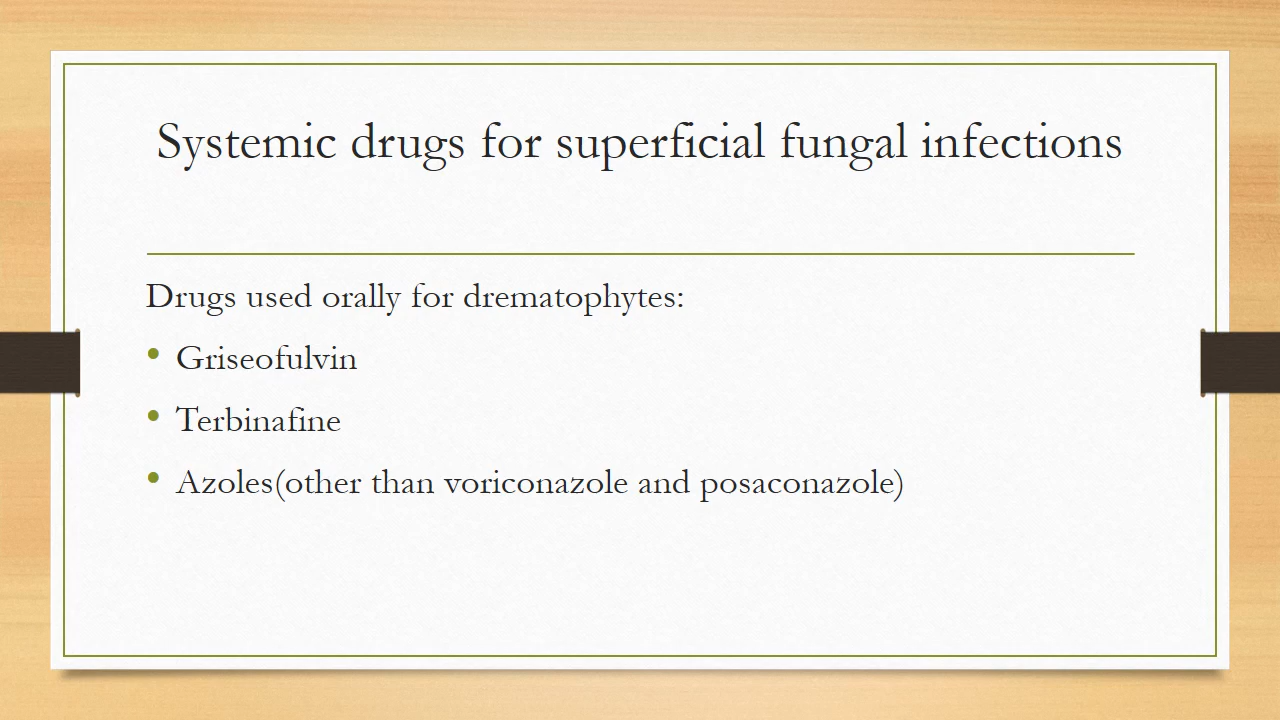 Systemic drugs for superficial fungal infections
Drugs used orally for drematophytes:
• Griseofulvin
• Terbinafine
• Azoles(other than voriconazole and posaconazole)